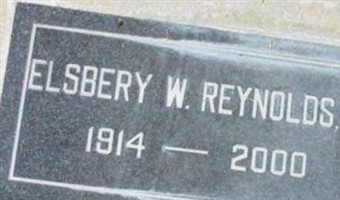 ELSBERY W. REYNOLDS,
1914 — 2000